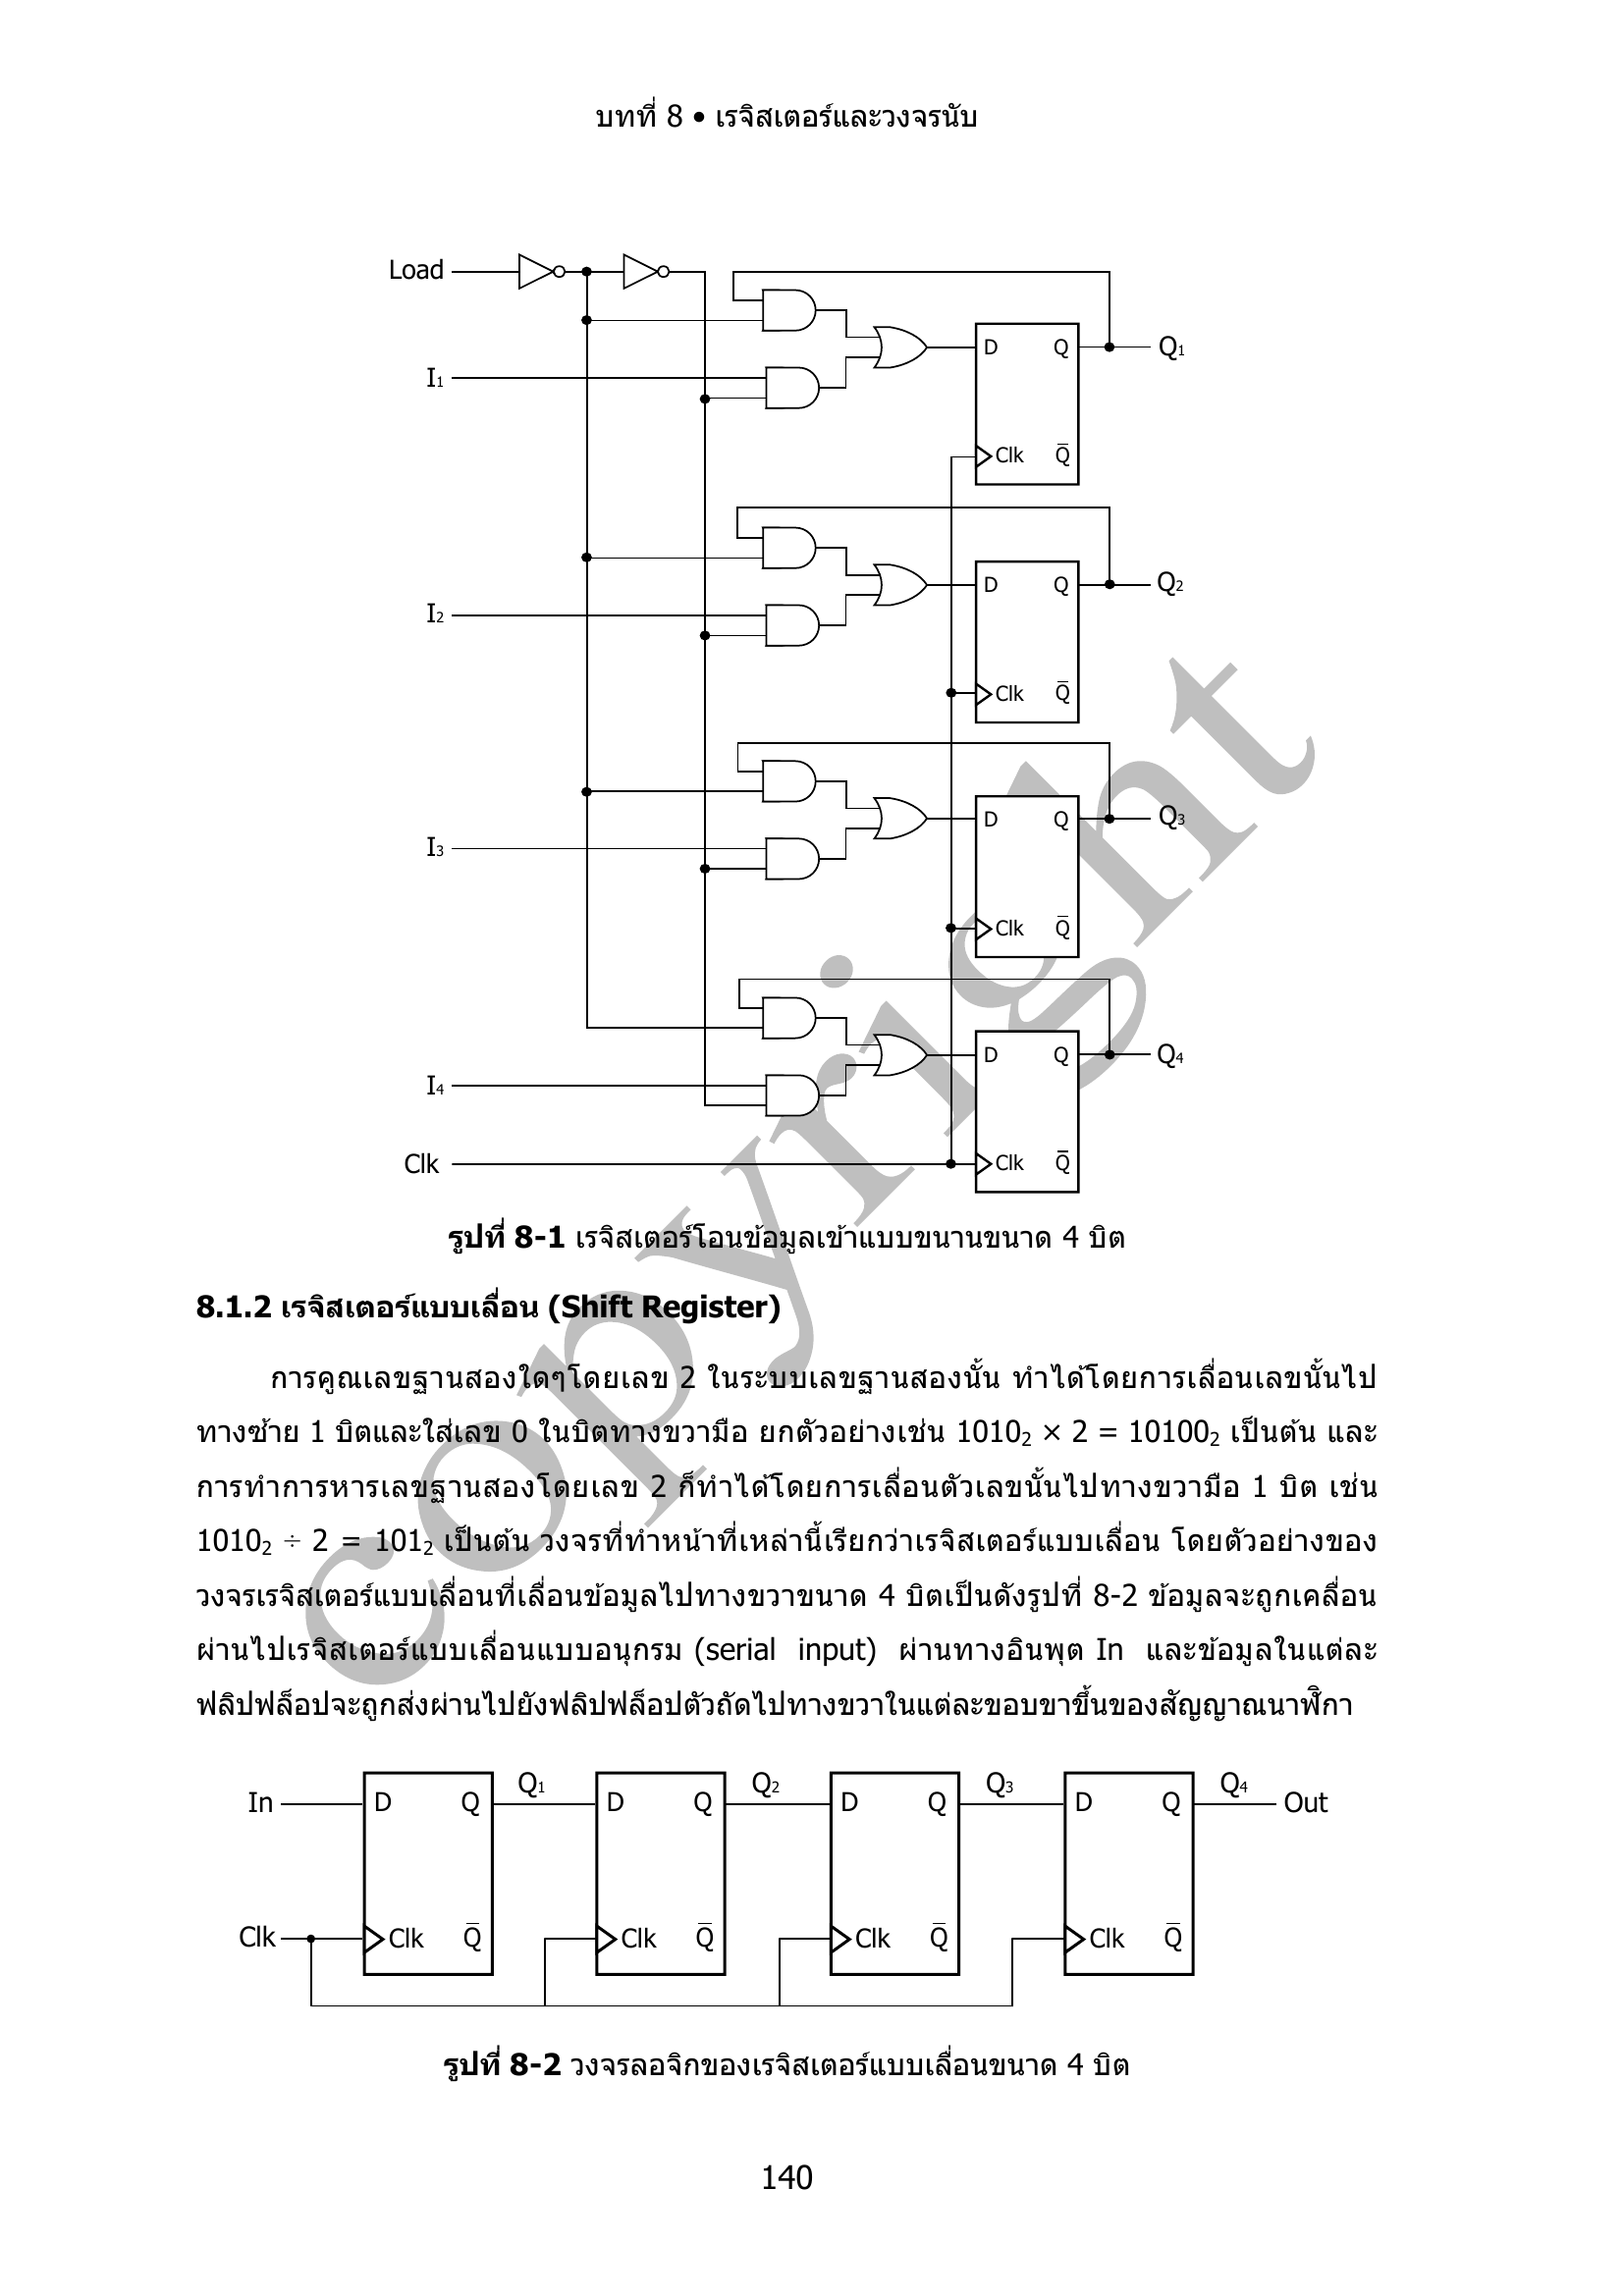 บทที่ 8 • เรจิสเตอร์และวงจรนับ
Load
D Q Q1
I1
Clk Q̅
D Q Q2
I2
Clk Q̅
D Q Q3
I3
Clk Q̅
D Q Q4
I4
Clk Clk Q̅
รูปที่ 8-1 เรจิสเตอร์โอนข้อมูลเข้าแบบขนานขนาด 4 บิต
8.1.2 เรจิสเตอร์แบบเลื่อน (Shift Register)
การคูณเลขฐานสองใดๆโดยเลข 2 ในระบบเลขฐานสองนั้น ทำได้โดยการเลื่อนเลขนั้นไป
ทางซ้าย 1 บิตและใส่เลข 0 ในบิตทางขวามือ ยกตัวอย่างเช่น 1010₂ × 2 = 10100₂ เป็นต้น และ
การทำการหารเลขฐานสองโดยเลข 2 ก็ทำได้โดยการเลื่อนตัวเลขนั้นไปทางขวามือ 1 บิต เช่น
1010₂ ÷ 2 = 101₂ เป็นต้น วงจรที่ทำหน้าที่เหล่านี้เรียกว่าเรจิสเตอร์แบบเลื่อน โดยตัวอย่างของ
วงจรเรจิสเตอร์แบบเลื่อนที่เลื่อนข้อมูลไปทางขวาขนาด 4 บิตเป็นดังรูปที่ 8-2 ข้อมูลจะถูกเคลื่อน
ผ่านไปเรจิสเตอร์แบบเลื่อนแบบอนุกรม (serial input) ผ่านทางอินพุต In และข้อมูลในแต่ละ
ฟลิปฟล็อปจะถูกส่งผ่านไปยังฟลิปฟล็อปตัวถัดไปทางขวาในแต่ละขอบขาขึ้นของสัญญาณนาฬิกา
In D Q Q1 D Q Q2 D Q Q3 D Q Q4 Out
Clk Clk Q̅ Clk Q̅ Clk Q̅ Clk Q̅
รูปที่ 8-2 วงจรลอจิกของเรจิสเตอร์แบบเลื่อนขนาด 4 บิต
140
copyright